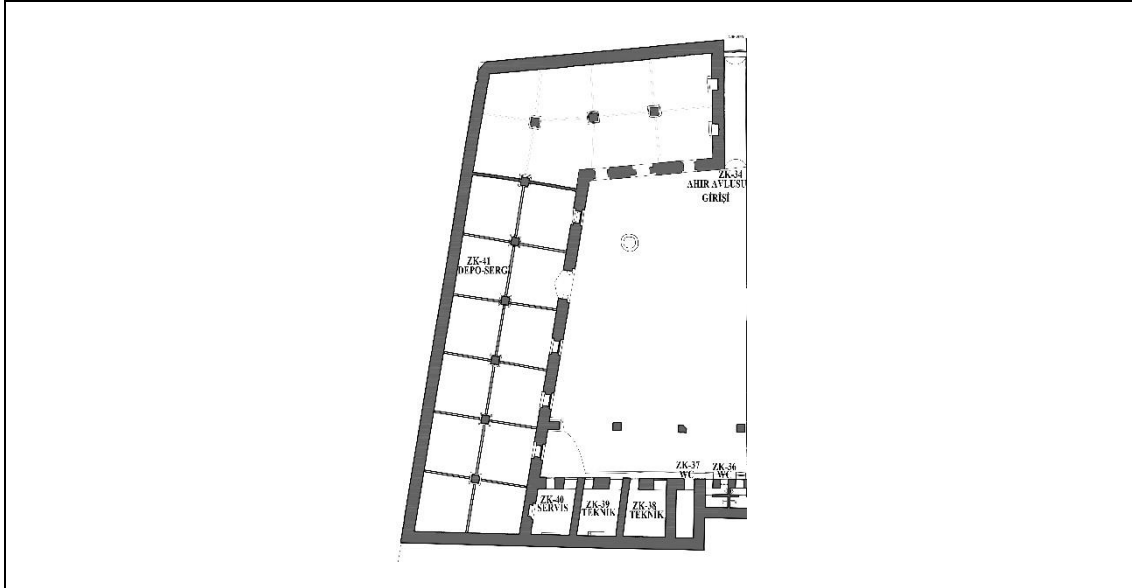 ZK-34
AHIR AVLUSU
GİRİŞİ
ZK-41
DEPO-SERGİ
ZK-37
WC
ZK-36
WC
ZK-40
SERVİS
ZK-39
TEKNİK
ZK-38
TEKNİK